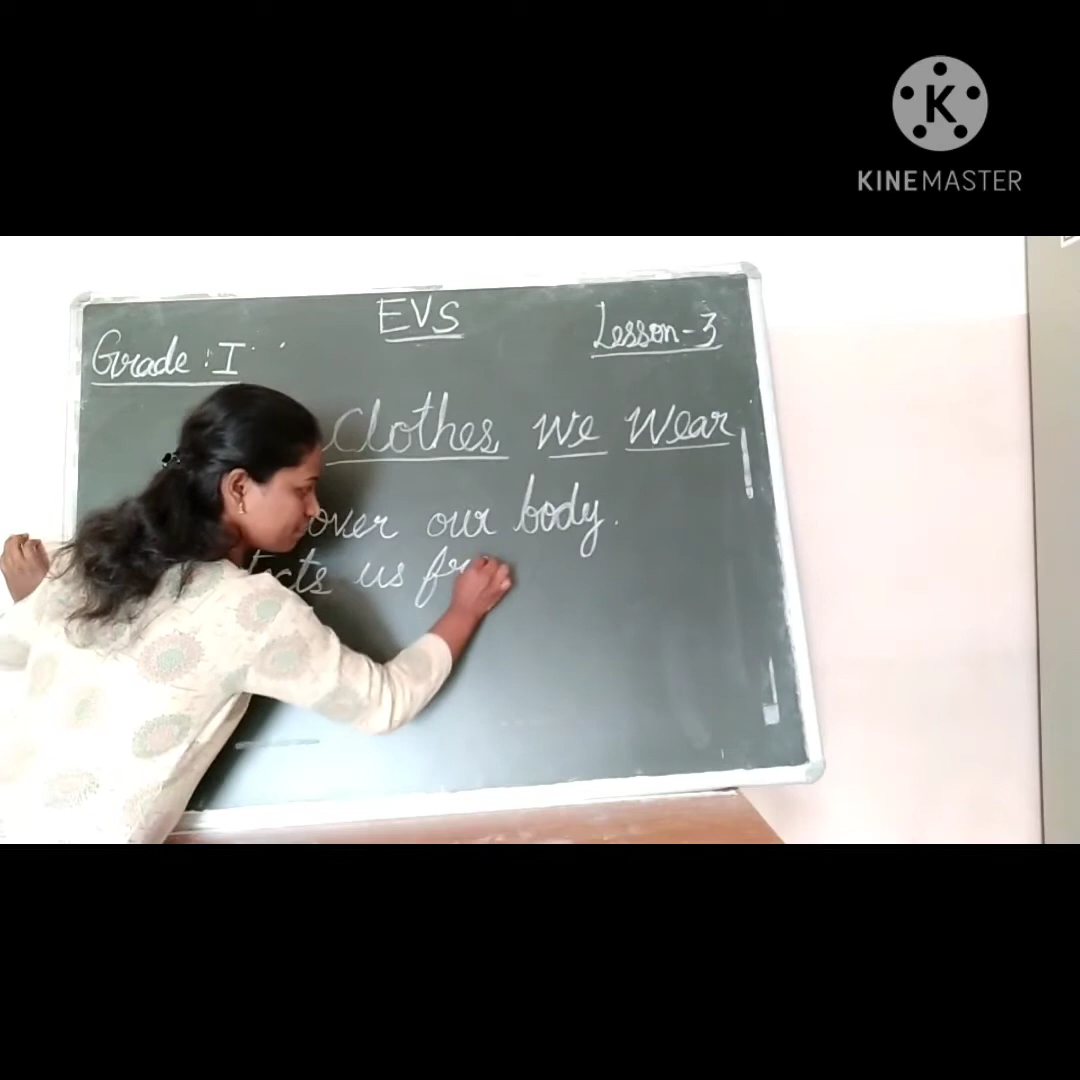 KINEMASTER
EVS
Grade : I
Lesson-3
Clothes We Wear
over our body.
us